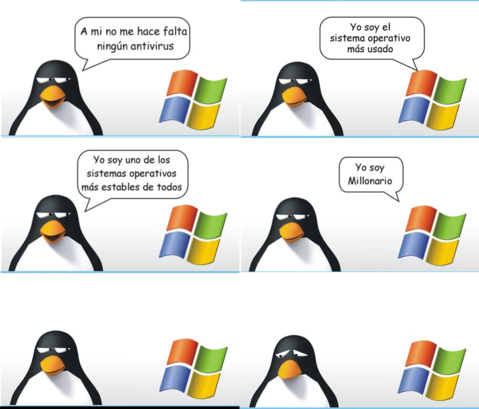 A mi no me hace falta
ningún antivirus
Yo soy el
sistema operativo
más usado
Yo soy uno de los
sistemas operativos
más estables de todos
Yo soy
Millonario